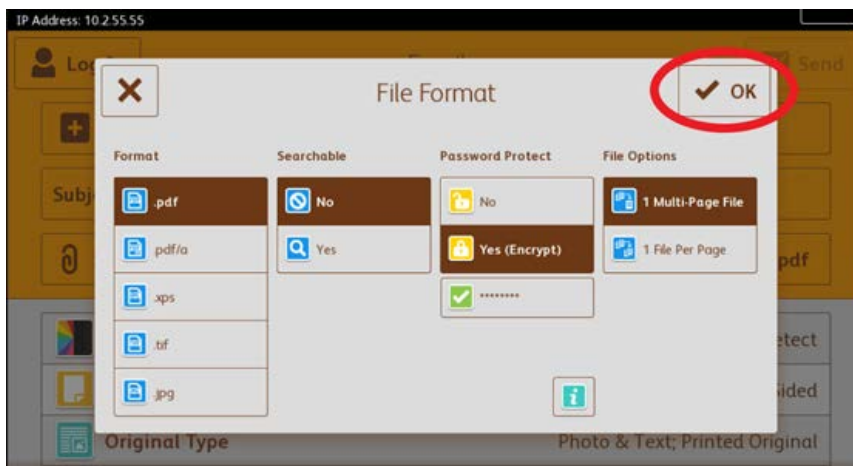 IP Address: 10.2.55.55
Send
File Format
OK
Format
Searchable
Password Protect
File Options
.pdf
No
No
1 Multi-Page File
Subj
.pdf/a
Yes
Yes (Encrypt)
1 File Per Page
pdf
.xps
********
.tif
etect
.jpg
i
ided
Original Type
Photo & Text; Printed Original